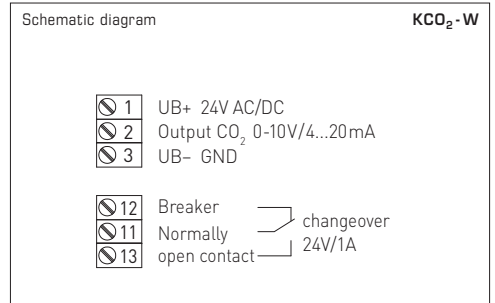 Schematic diagram KCO₂-W
1 UB+ 24V AC/DC
2 Output CO₂ 0-10V/4...20mA
3 UB– GND
12 Breaker
11 Normally
13 open contact
changeover
24V/1A